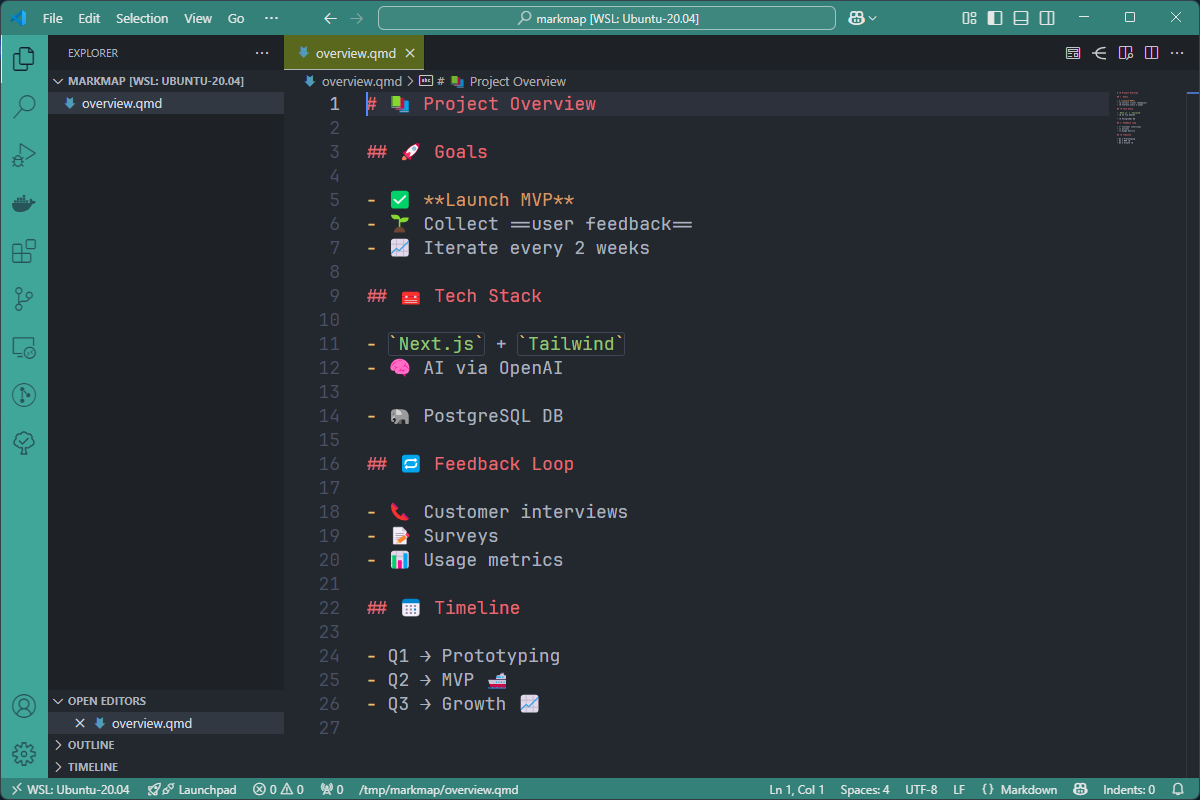 File Edit Selection View Go ··· markmap [WSL: Ubuntu-20.04]
EXPLORER ···
MARKMAP [WSL: UBUNTU-20.04]
overview.qmd
overview.qmd
overview.qmd > # 📚 Project Overview
1 # 📚 Project Overview
2
3 ## 🚀 Goals
4
5 - ✅ **Launch MVP**
6 - 🌱 Collect ==user feedback==
7 - 📈 Iterate every 2 weeks
8
9 ## 🧰 Tech Stack
10
11 - `Next.js` + `Tailwind`
12 - 🧠 AI via OpenAI
13
14 - 🐘 PostgreSQL DB
15
16 ## 🔁 Feedback Loop
17
18 - 📞 Customer interviews
19 - 📝 Surveys
20 - 📊 Usage metrics
21
22 ## 📅 Timeline
23
24 - Q1 → Prototyping
25 - Q2 → MVP 🚢
26 - Q3 → Growth 📈
27
OPEN EDITORS
overview.qmd
OUTLINE
TIMELINE
WSL: Ubuntu-20.04 Launchpad 0 0 0 /tmp/markmap/overview.qmd Ln 1, Col 1 Spaces: 4 UTF-8 LF {} Markdown Indents: 0